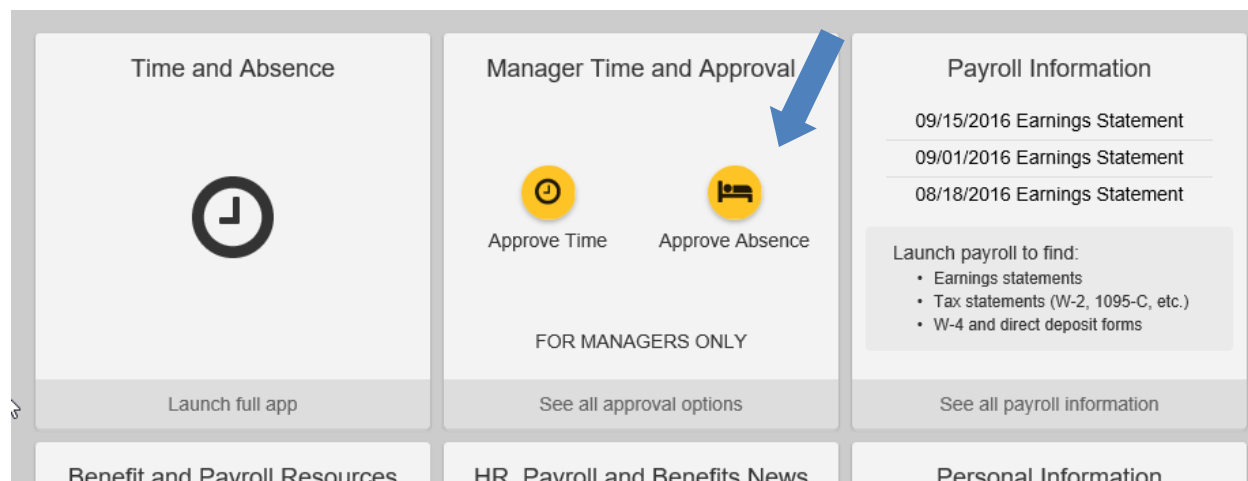 Time and Absence
Launch full app
Manager Time and Approval
Approve Time
Approve Absence
FOR MANAGERS ONLY
See all approval options
Payroll Information
09/15/2016 Earnings Statement
09/01/2016 Earnings Statement
08/18/2016 Earnings Statement
Launch payroll to find:
• Earnings statements
• Tax statements (W-2, 1095-C, etc.)
• W-4 and direct deposit forms
See all payroll information
Benefit and Payroll Resources
HR, Payroll and Benefits News
Personal Information